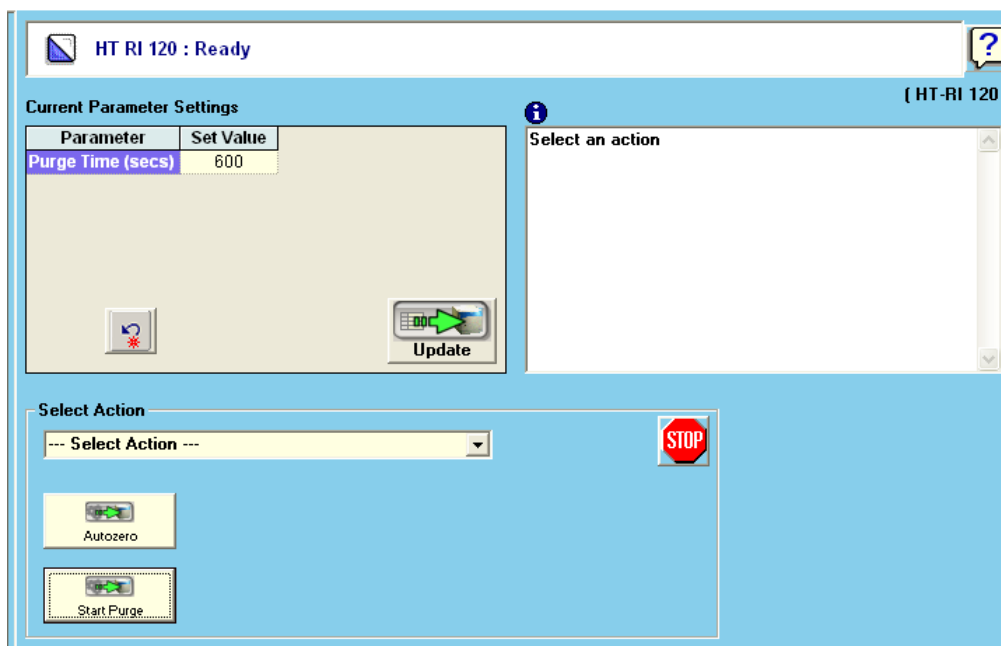 HT RI 120 : Ready
?
( HT-RI 120
Current Parameter Settings
i
Parameter Set Value
Purge Time (secs) 600
Select an action
Update
Select Action
--- Select Action ---
STOP
Autozero
Start Purge